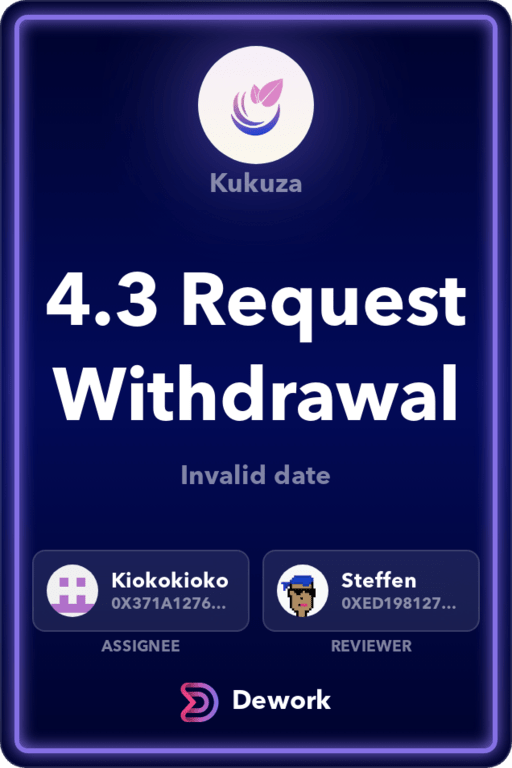 Kukuza
4.3 Request
Withdrawal
Invalid date
Kiokokioko
0X371A1276...
ASSIGNEE
Steffen
0XED198127...
REVIEWER
Dework